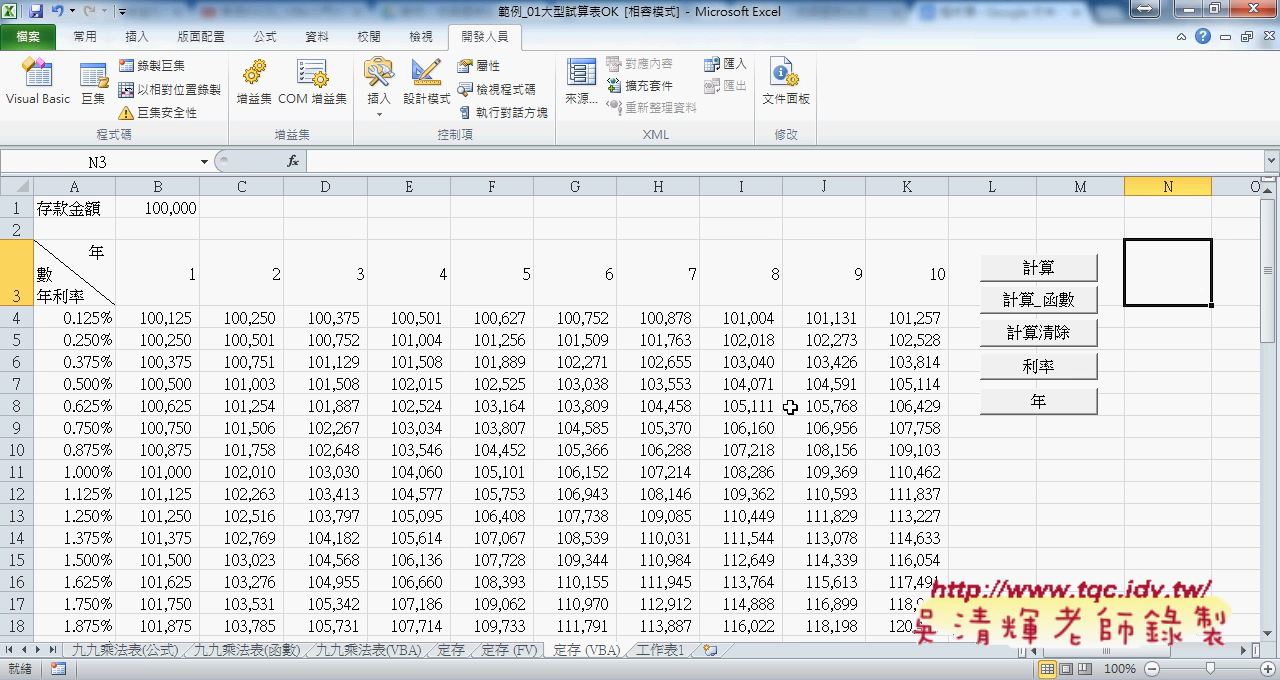 範例_01大型試算表OK [相容模式] - Microsoft Excel
檔案 常用 插入 版面配置 公式 資料 校閱 檢視 開發人員
Visual Basic 巨集 錄製巨集 以相對位置錄製 巨集安全性 程式碼
增益集 COM 增益集 增益集
插入 設計模式 屬性 檢視程式碼 執行對話方塊 控制項
來源... 對應內容 擴充套件 重新整理資料 匯入 匯出 XML
文件面板 修改
N3 fx
A B C D E F G H I J K L M N O
1 存款金額 100,000
2
3 年數 年利率 1 2 3 4 5 6 7 8 9 10
4 0.125% 100,125 100,250 100,375 100,501 100,627 100,752 100,878 101,004 101,131 101,257
5 0.250% 100,250 100,501 100,752 101,004 101,256 101,509 101,763 102,018 102,273 102,528
6 0.375% 100,375 100,751 101,129 101,508 101,889 102,271 102,655 103,040 103,426 103,814
7 0.500% 100,500 101,003 101,508 102,015 102,525 103,038 103,553 104,071 104,591 105,114
8 0.625% 100,625 101,254 101,887 102,524 103,164 103,809 104,458 105,111 105,768 106,429
9 0.750% 100,750 101,506 102,267 103,034 103,807 104,585 105,370 106,160 106,956 107,758
10 0.875% 100,875 101,758 102,648 103,546 104,452 105,366 106,288 107,218 108,156 109,103
11 1.000% 101,000 102,010 103,030 104,060 105,101 106,152 107,214 108,286 109,369 110,462
12 1.125% 101,125 102,263 103,413 104,577 105,753 106,943 108,146 109,362 110,593 111,837
13 1.250% 101,250 102,516 103,797 105,095 106,408 107,738 109,085 110,449 111,829 113,227
14 1.375% 101,375 102,769 104,182 105,614 107,067 108,539 110,031 111,544 113,078 114,633
15 1.500% 101,500 103,023 104,568 106,136 107,728 109,344 110,984 112,649 114,339 116,054
16 1.625% 101,625 103,276 104,955 106,660 108,393 110,155 111,945 113,764 115,613 117,491
17 1.750% 101,750 103,531 105,342 107,186 109,062 110,970 112,912 114,888 116,899
18 1.875% 101,875 111,791 113,887 116,022 118,198
計算
計算_函數
計算清除
利率
年
http://www.tqc.idv.tw/
吳清輝老師錄製
九九乘法表(公式) 九九乘法表(函數) 九九乘法表(VBA) 定存 定存(FV) 定存 (VBA) 工作表1
就緒 100%